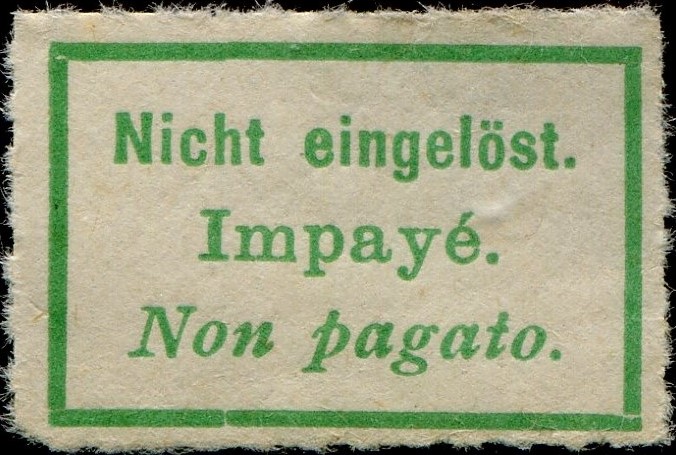 Nicht eingelöst.
Impayé.
Non pagato.